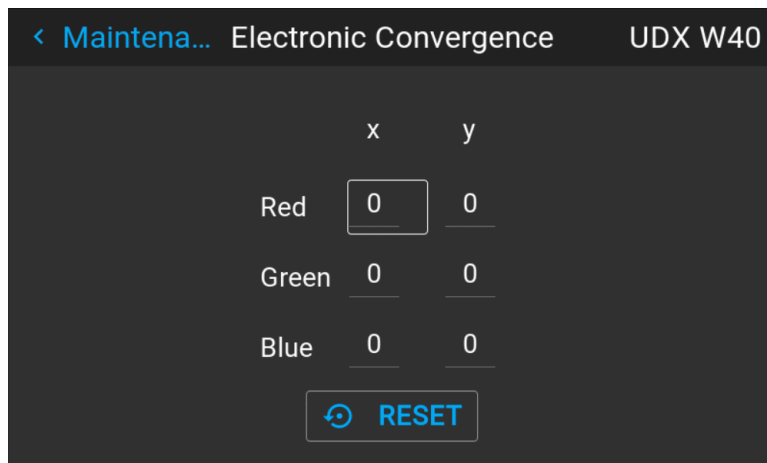 < Maintena... Electronic Convergence UDX W40
x y
Red 0 0
Green 0 0
Blue 0 0
RESET